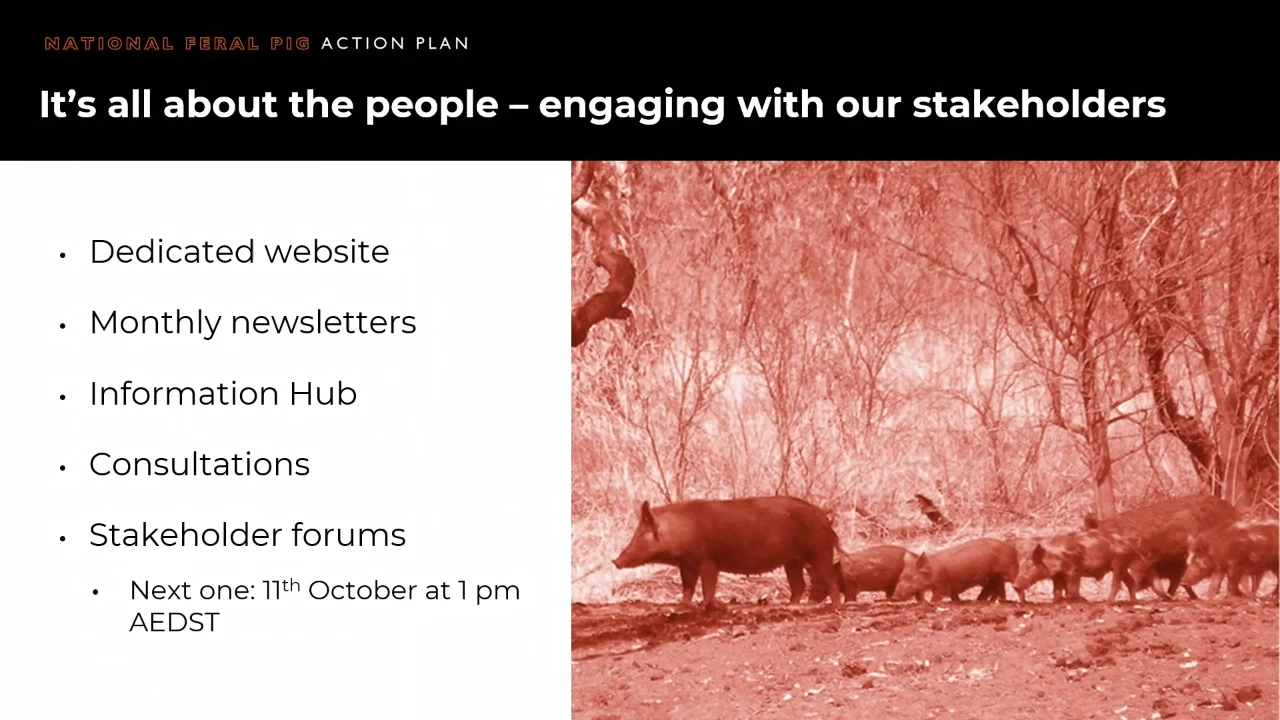 NATIONAL FERAL PIG ACTION PLAN
It’s all about the people – engaging with our stakeholders
• Dedicated website
• Monthly newsletters
• Information Hub
• Consultations
• Stakeholder forums
• Next one: 11th October at 1 pm
AEDST